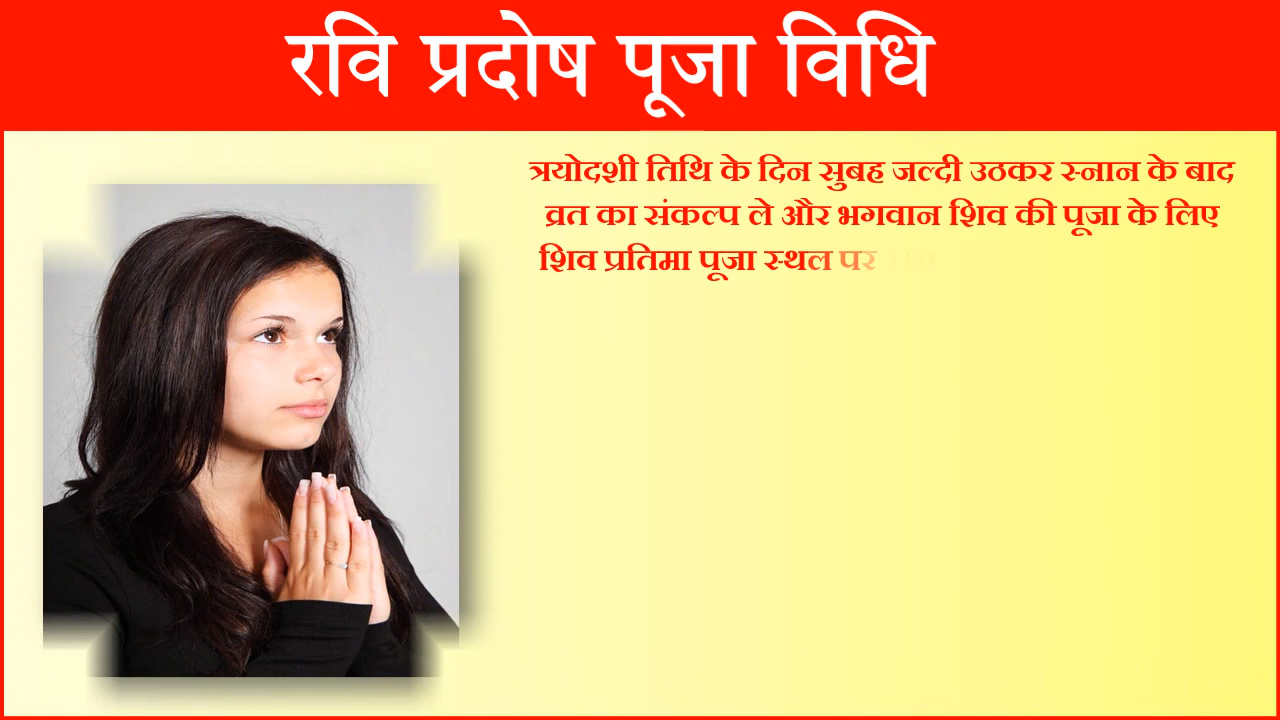 रवि प्रदोष पूजा विधि
त्रयोदशी तिथि के दिन सुबह जल्दी उठकर स्नान के बाद
व्रत का संकल्प ले और भगवान शिव की पूजा के लिए
शिव प्रतिमा पूजा स्थल पर